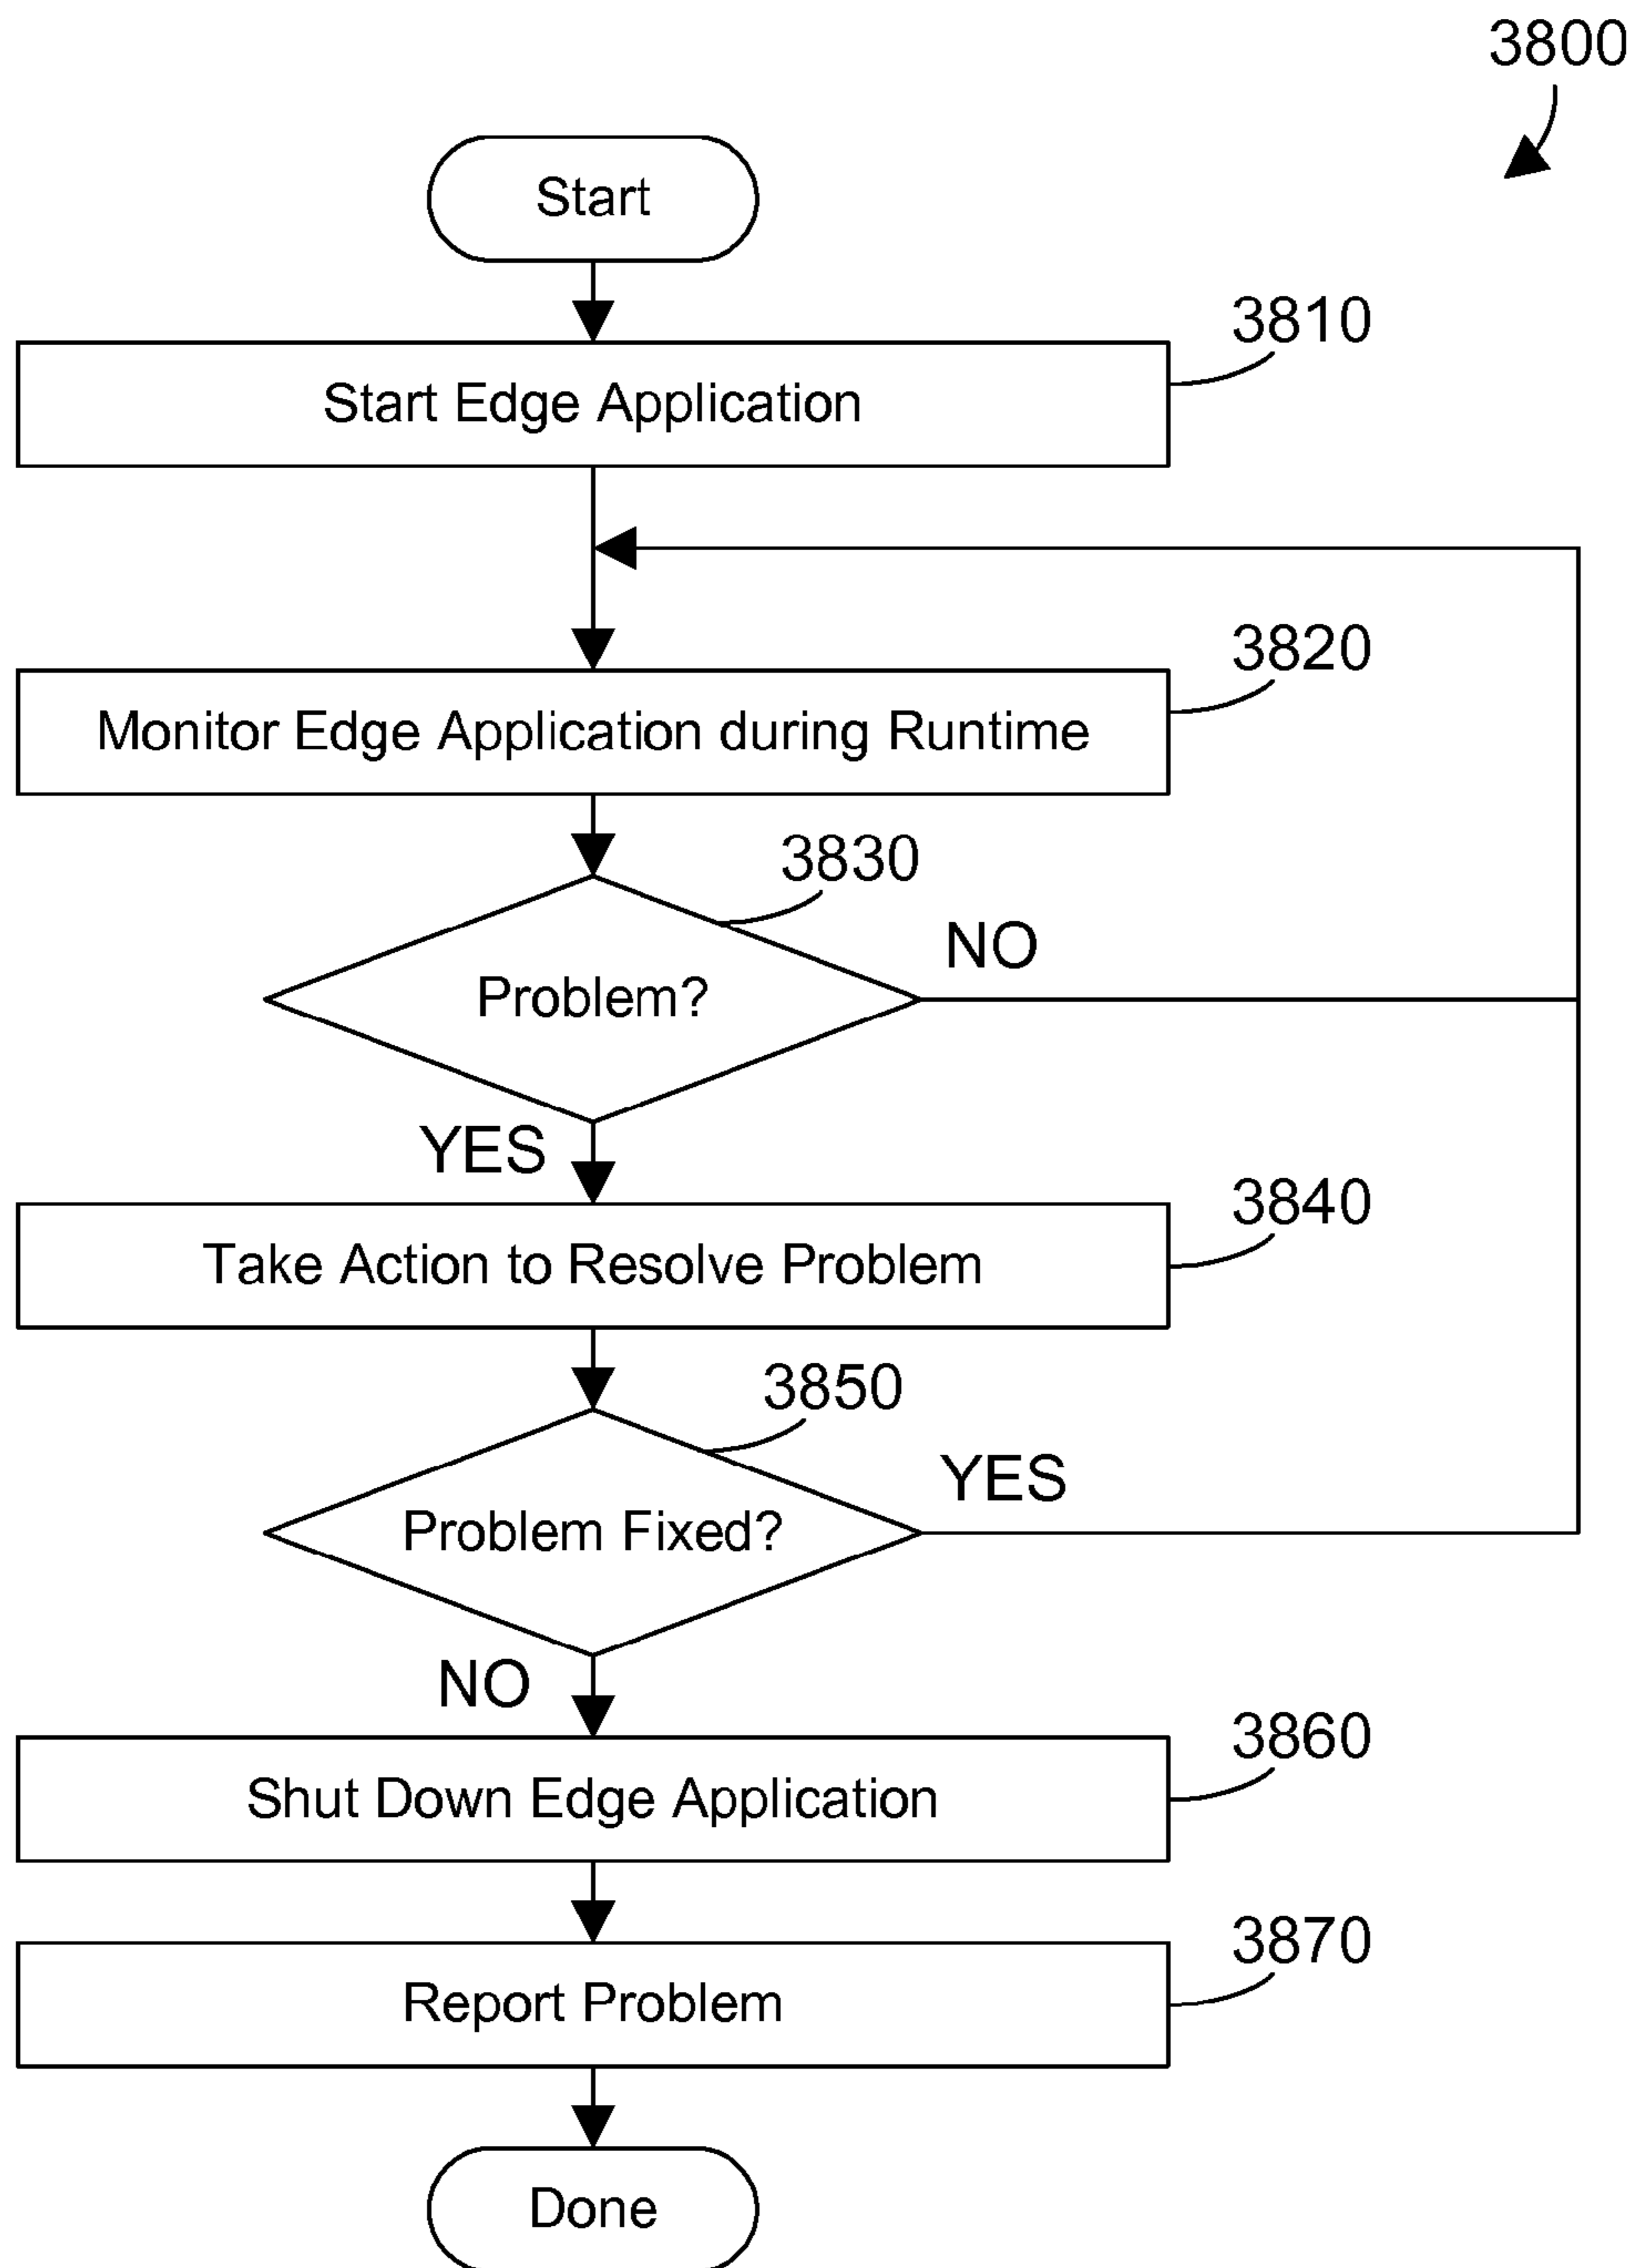 3800
Start
3810
Start Edge Application
3820
Monitor Edge Application during Runtime
3830
NO
Problem?
YES
3840
Take Action to Resolve Problem
3850
YES
Problem Fixed?
NO
3860
Shut Down Edge Application
3870
Report Problem
Done